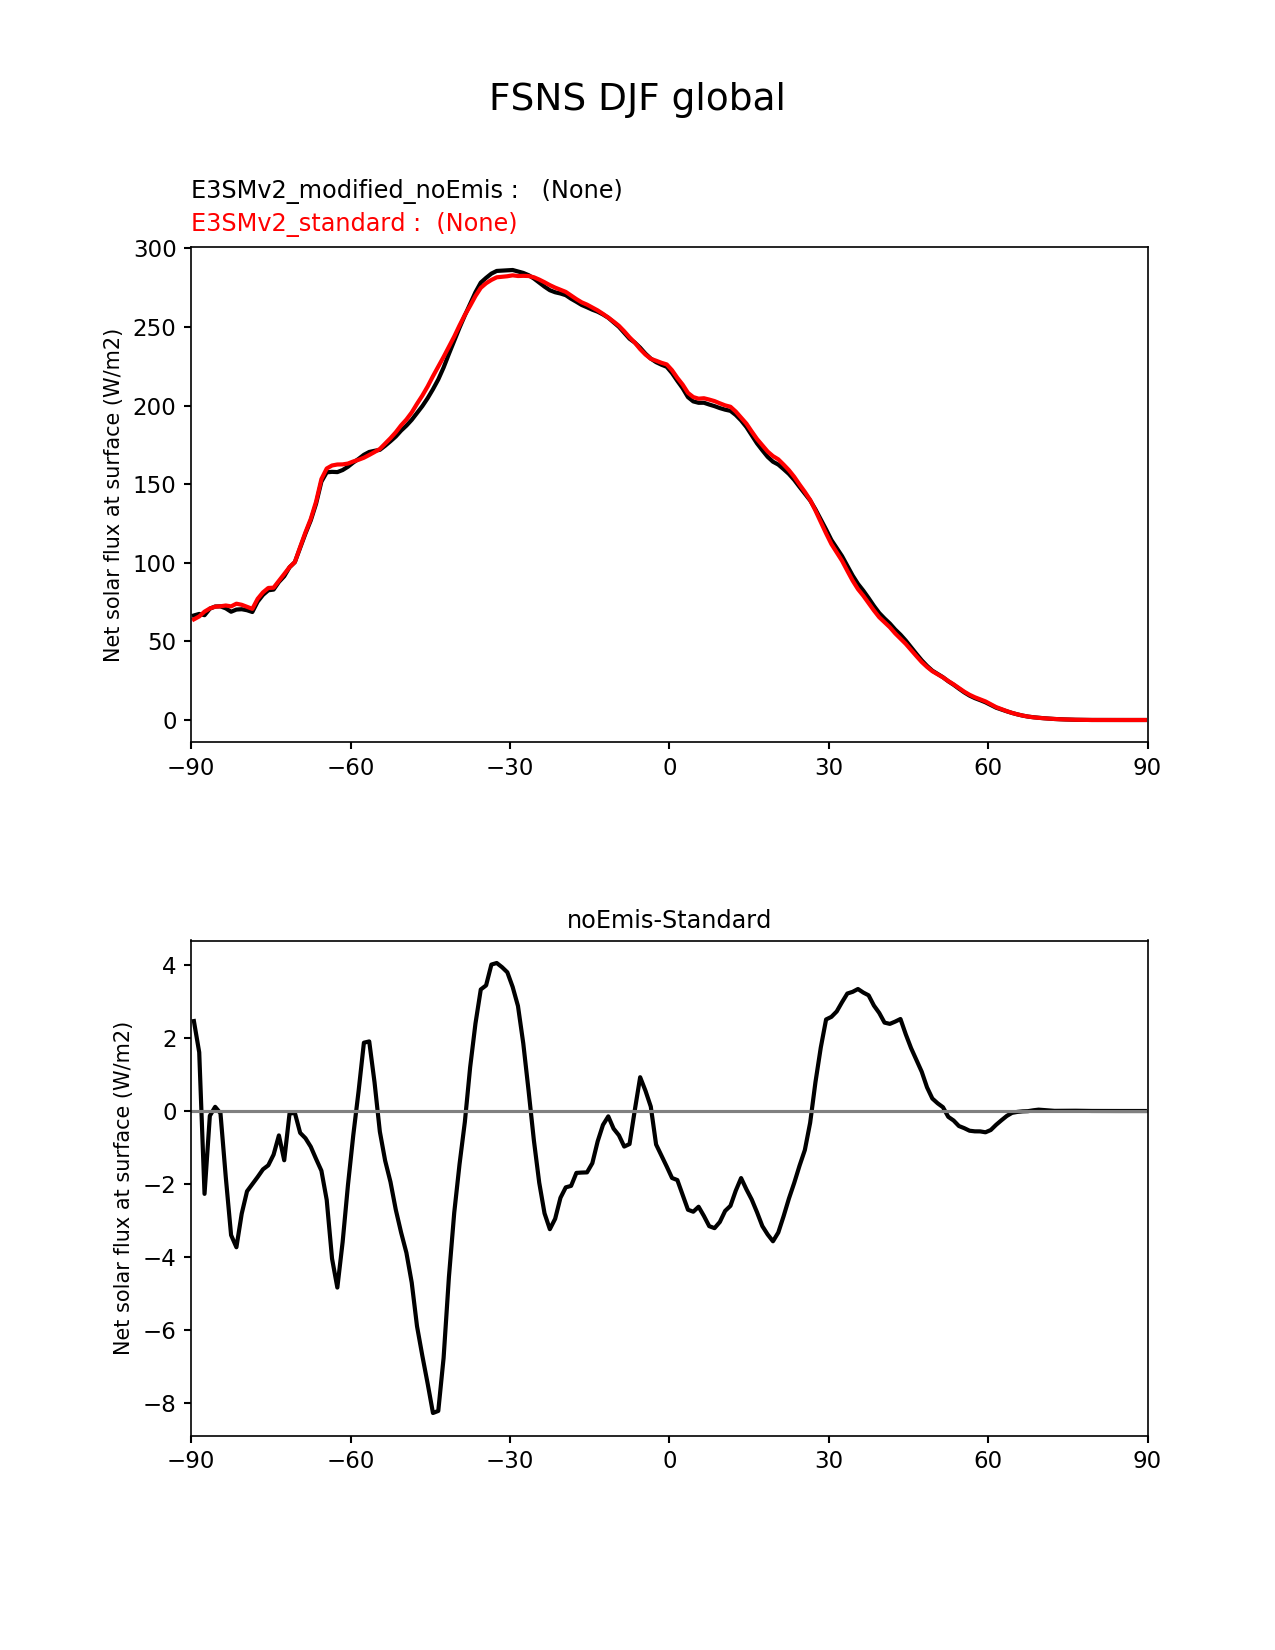 FSNS DJF global
E3SMv2_modified_noEmis :   (None)
E3SMv2_standard :  (None)
Net solar flux at surface (W/m2)
300
250
200
150
100
50
0
−90 −60 −30 0 30 60 90
noEmis-Standard
Net solar flux at surface (W/m2)
4
2
0
−2
−4
−6
−8
−90 −60 −30 0 30 60 90